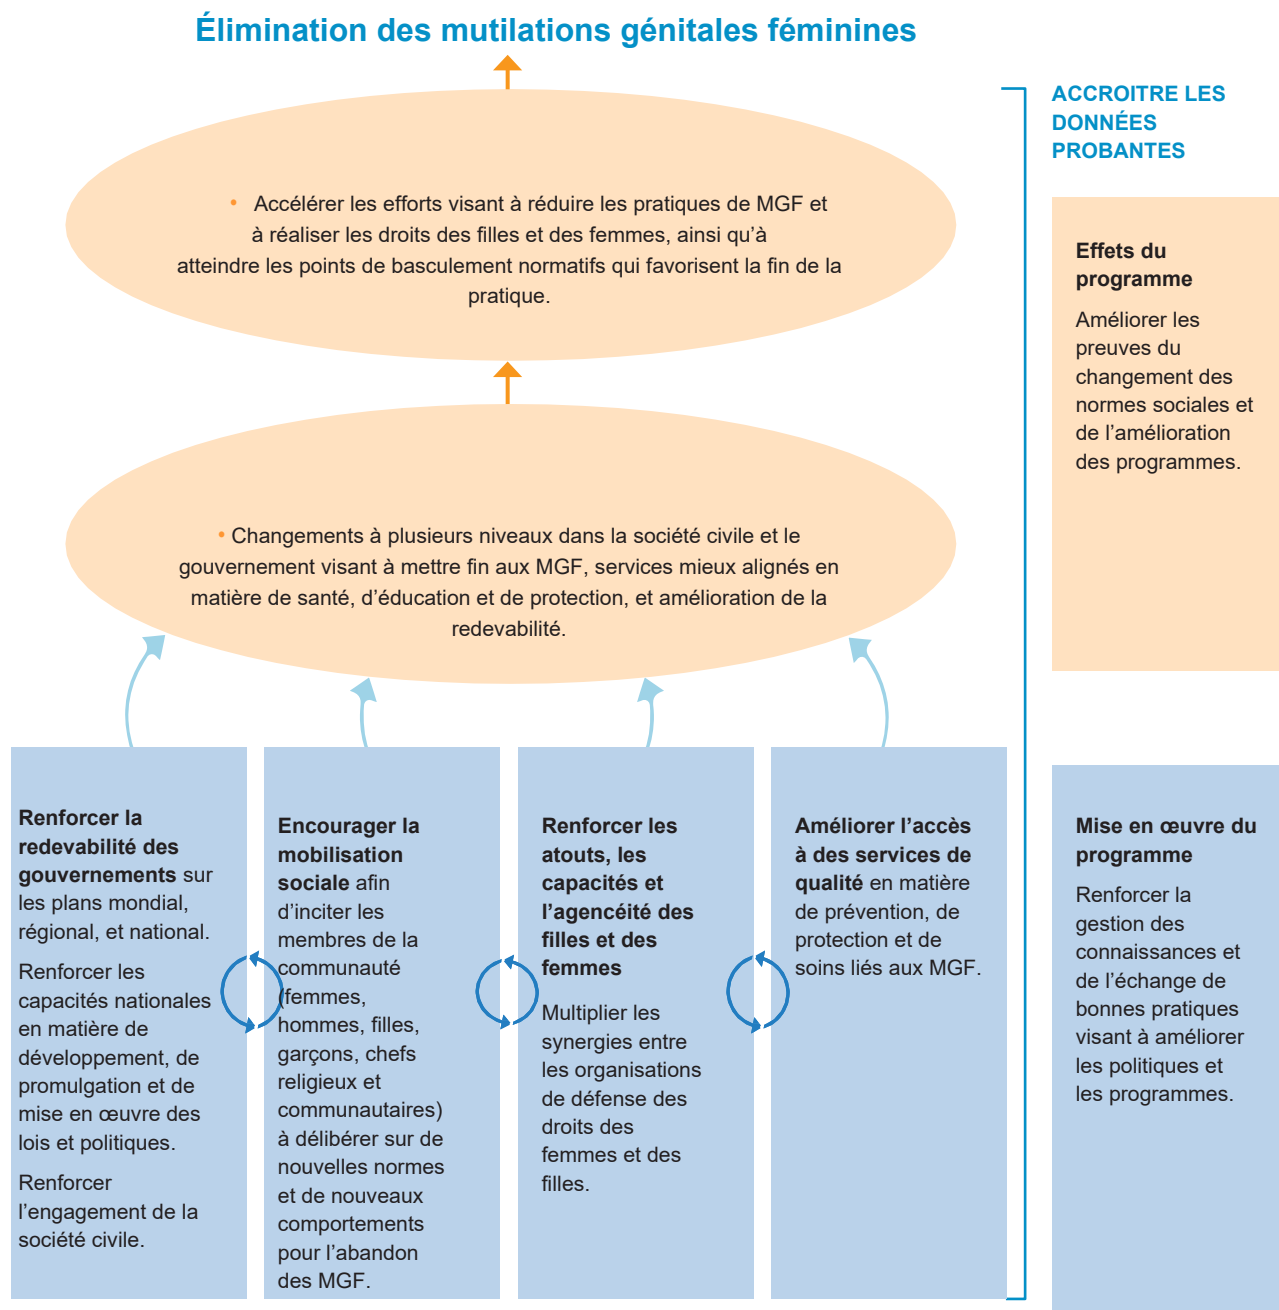 Élimination des mutilations génitales féminines
• Accélérer les efforts visant à réduire les pratiques de MGF et
à réaliser les droits des filles et des femmes, ainsi qu’à
atteindre les points de basculement normatifs qui favorisent la fin de la
pratique.
• Changements à plusieurs niveaux dans la société civile et le
gouvernement visant à mettre fin aux MGF, services mieux alignés en
matière de santé, d’éducation et de protection, et amélioration de la
redevabilité.
Renforcer la
redevabilité des
gouvernements sur
les plans mondial,
régional, et national.
Renforcer les
capacités nationales
en matière de
développement, de
promulgation et de
mise en œuvre des
lois et politiques.
Renforcer
l’engagement de la
société civile.
Encourager la
mobilisation
sociale afin
d’inciter les
membres de la
communauté
(femmes,
hommes, filles,
garçons, chefs
religieux et
communautaires)
à délibérer sur de
nouvelles normes
et de nouveaux
comportements
pour l’abandon
des MGF.
Renforcer les
atouts, les
capacités et
l’agencéité des
filles et des
femmes
Multiplier les
synergies entre
les organisations
de défense des
droits des
femmes et des
filles.
Améliorer l’accès
à des services de
qualité en matière
de prévention, de
protection et de
soins liés aux MGF.
ACCROITRE LES
DONNÉES
PROBANTES
Effets du
programme
Améliorer les
preuves du
changement des
normes sociales et
de l’amélioration
des programmes.
Mise en œuvre du
programme
Renforcer la
gestion des
connaissances et
de l’échange de
bonnes pratiques
visant à améliorer
les politiques et
les programmes.